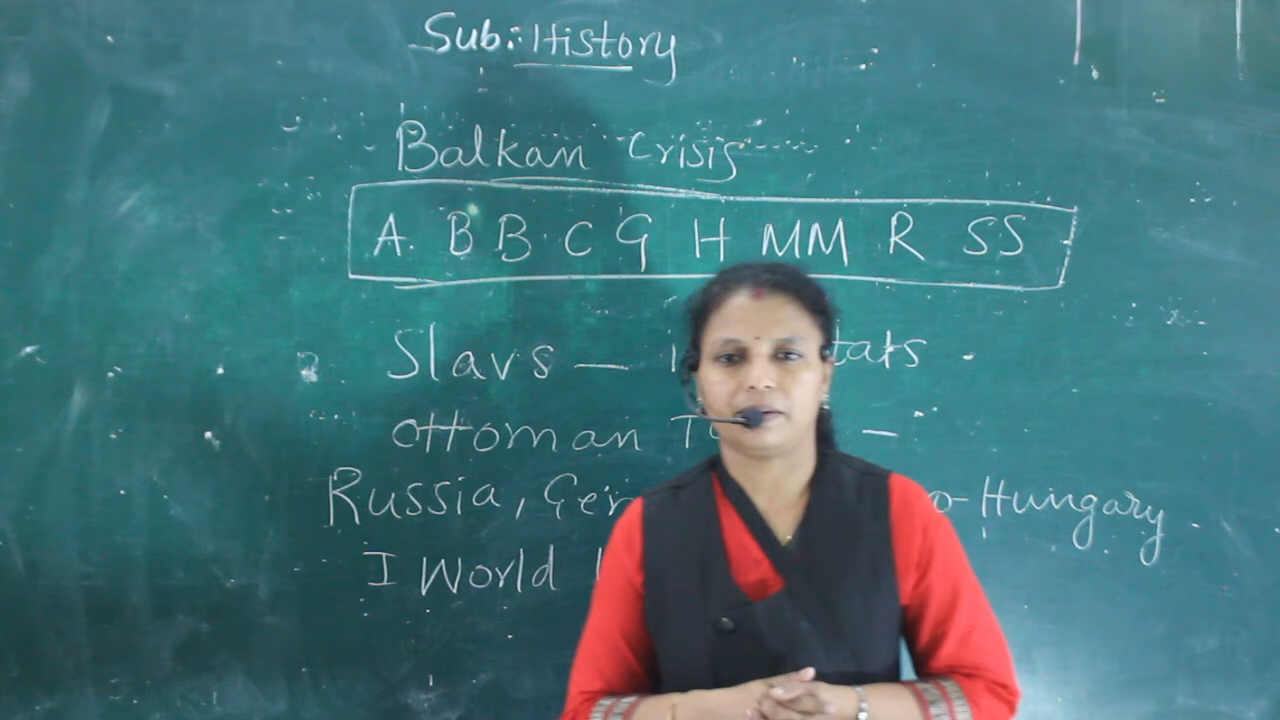 Sub: History
Balkan Crisis
A. B B C G H MM R SS
Slavs —
Ottoman —
Russia, Hungary
I World